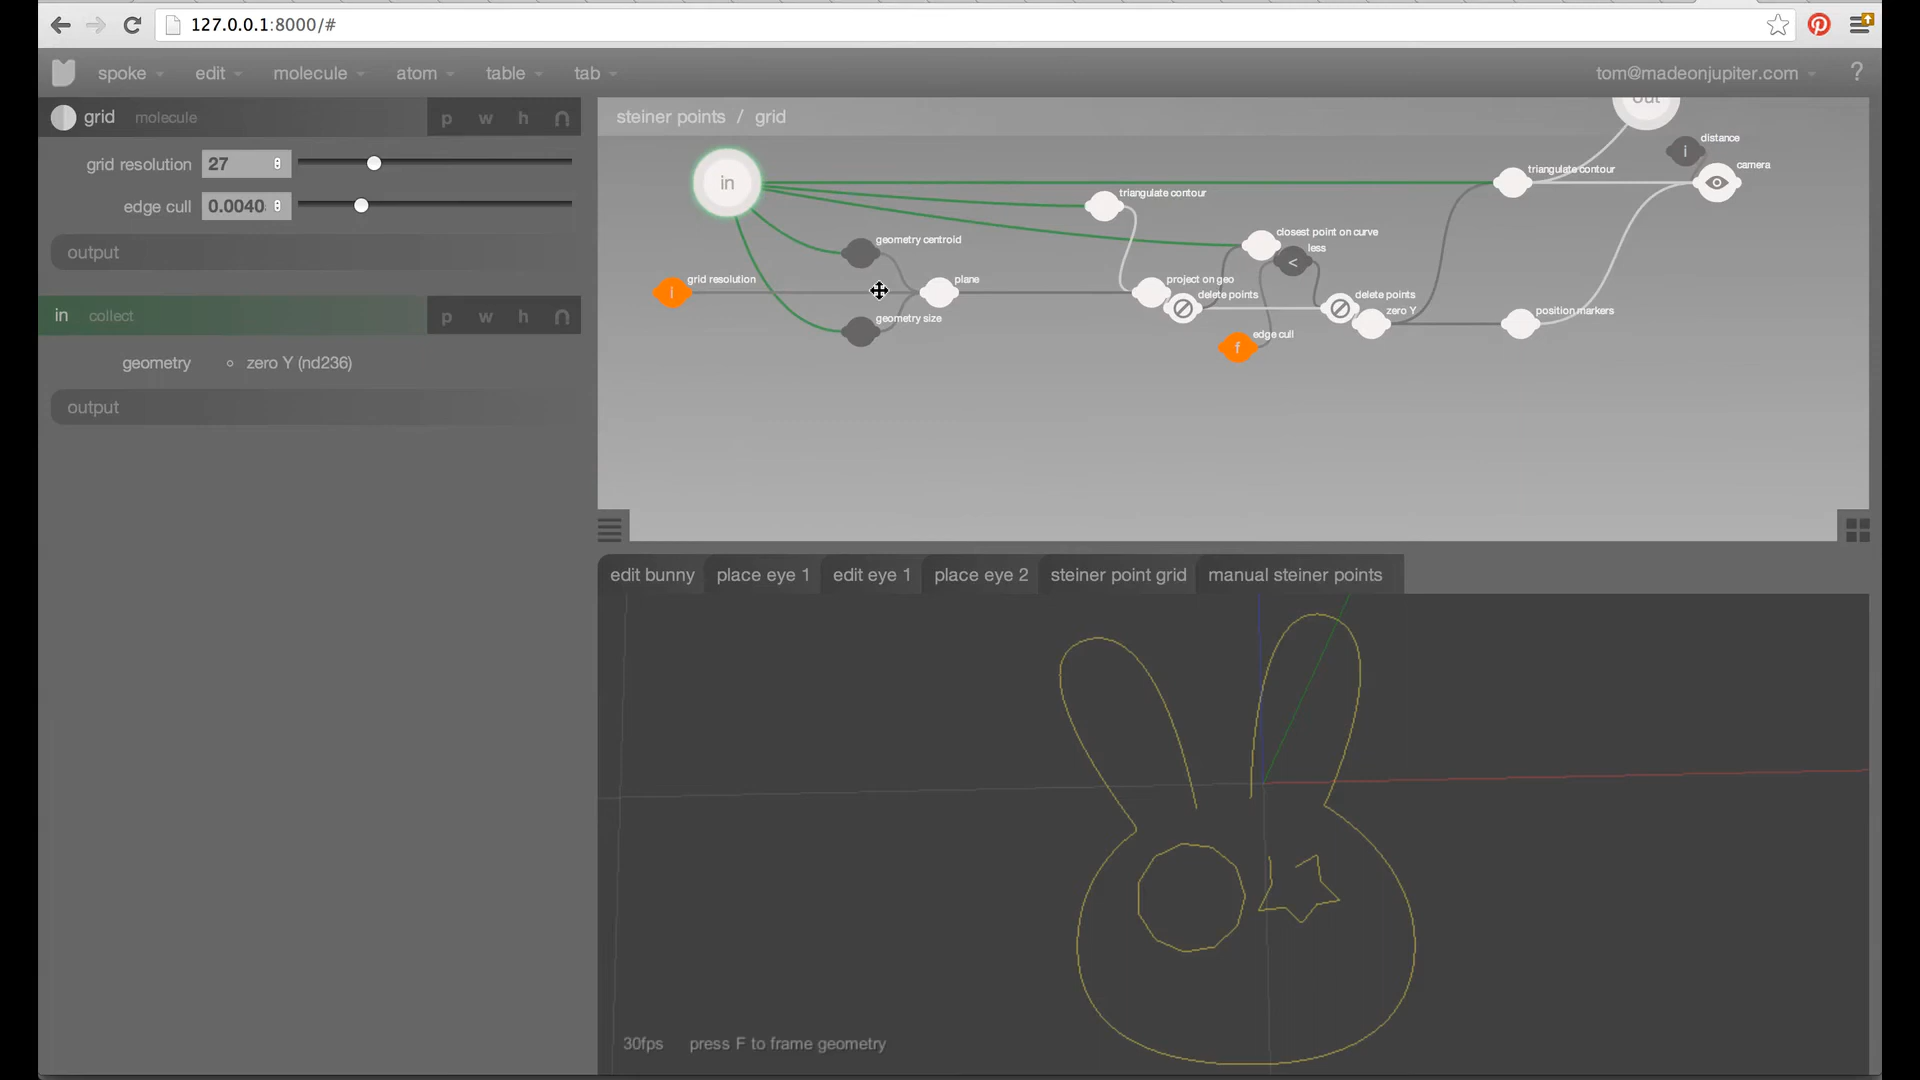 127.0.0.1:8000/#
spoke edit molecule atom table tab tom@madeonjupiter.com ?
grid molecule p w h
grid resolution 27
edge cull 0.0040
output
in collect p w h
geometry zero Y (nd236)
output
steiner points / grid
out
distance
i
camera
in
triangulate contour
triangulate contour
geometry centroid
closest point on curve
less
<
grid resolution
i
plane
project on geo
delete points
delete points
geometry size
zero Y
position markers
edge cull
f
edit bunny place eye 1 edit eye 1 place eye 2 steiner point grid manual steiner points
30fps press F to frame geometry